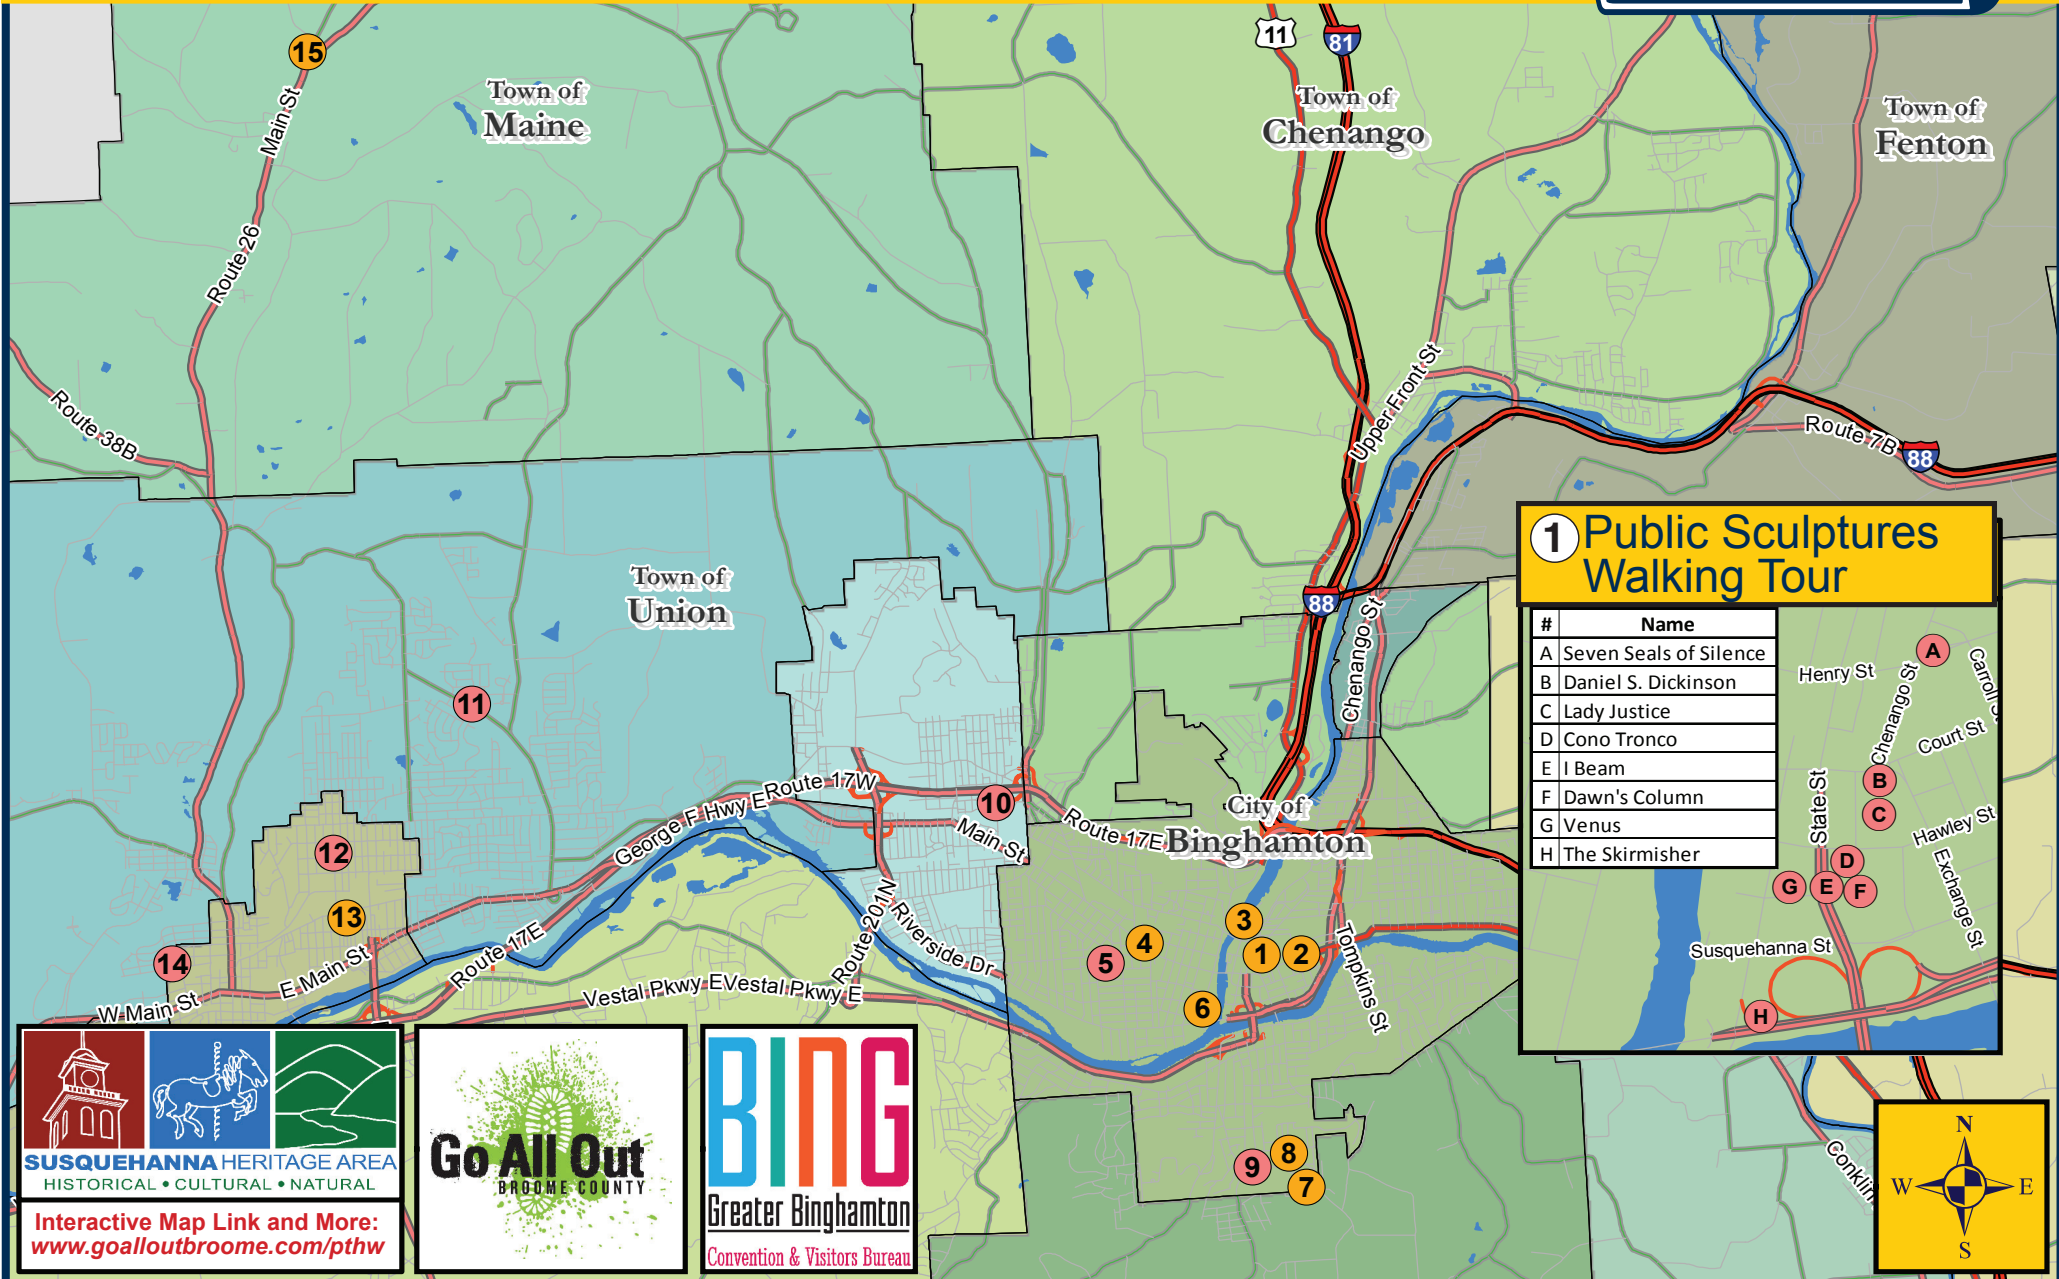 15
11
81
Town of
Maine
Town of
Chenango
Town of
Fenton
Main St
Route 26
Route 38B
Upper Front St
Route 7B
88
Town of
Union
88
Chenango St
11
12
13
14
10
George F Hwy E
Route 17W
Main St
Route 17E
City of
Binghamton
Route 201N
Riverside Dr
Route 17E
E Main St
W Main St
Vestal Pkwy E
Vestal Pkwy E
3
4
5
1
2
6
Tompkins St
9
8
7
Conklin
1 Public Sculptures
Walking Tour
# Name
A Seven Seals of Silence
B Daniel S. Dickinson
C Lady Justice
D Cono Tronco
E I Beam
F Dawn's Column
G Venus
H The Skirmisher
A
Henry St
Chenango St
Carroll S
Court St
B
State St
C
Hawley St
D
G
E
F
Exchange St
Susquehanna St
H
SUSQUEHANNA HERITAGE AREA
HISTORICAL • CULTURAL • NATURAL
Interactive Map Link and More:
www.goalloutbroome.com/pthw
Go All Out
BROOME COUNTY
BING
Greater Binghamton
Convention & Visitors Bureau
N
W
E
S